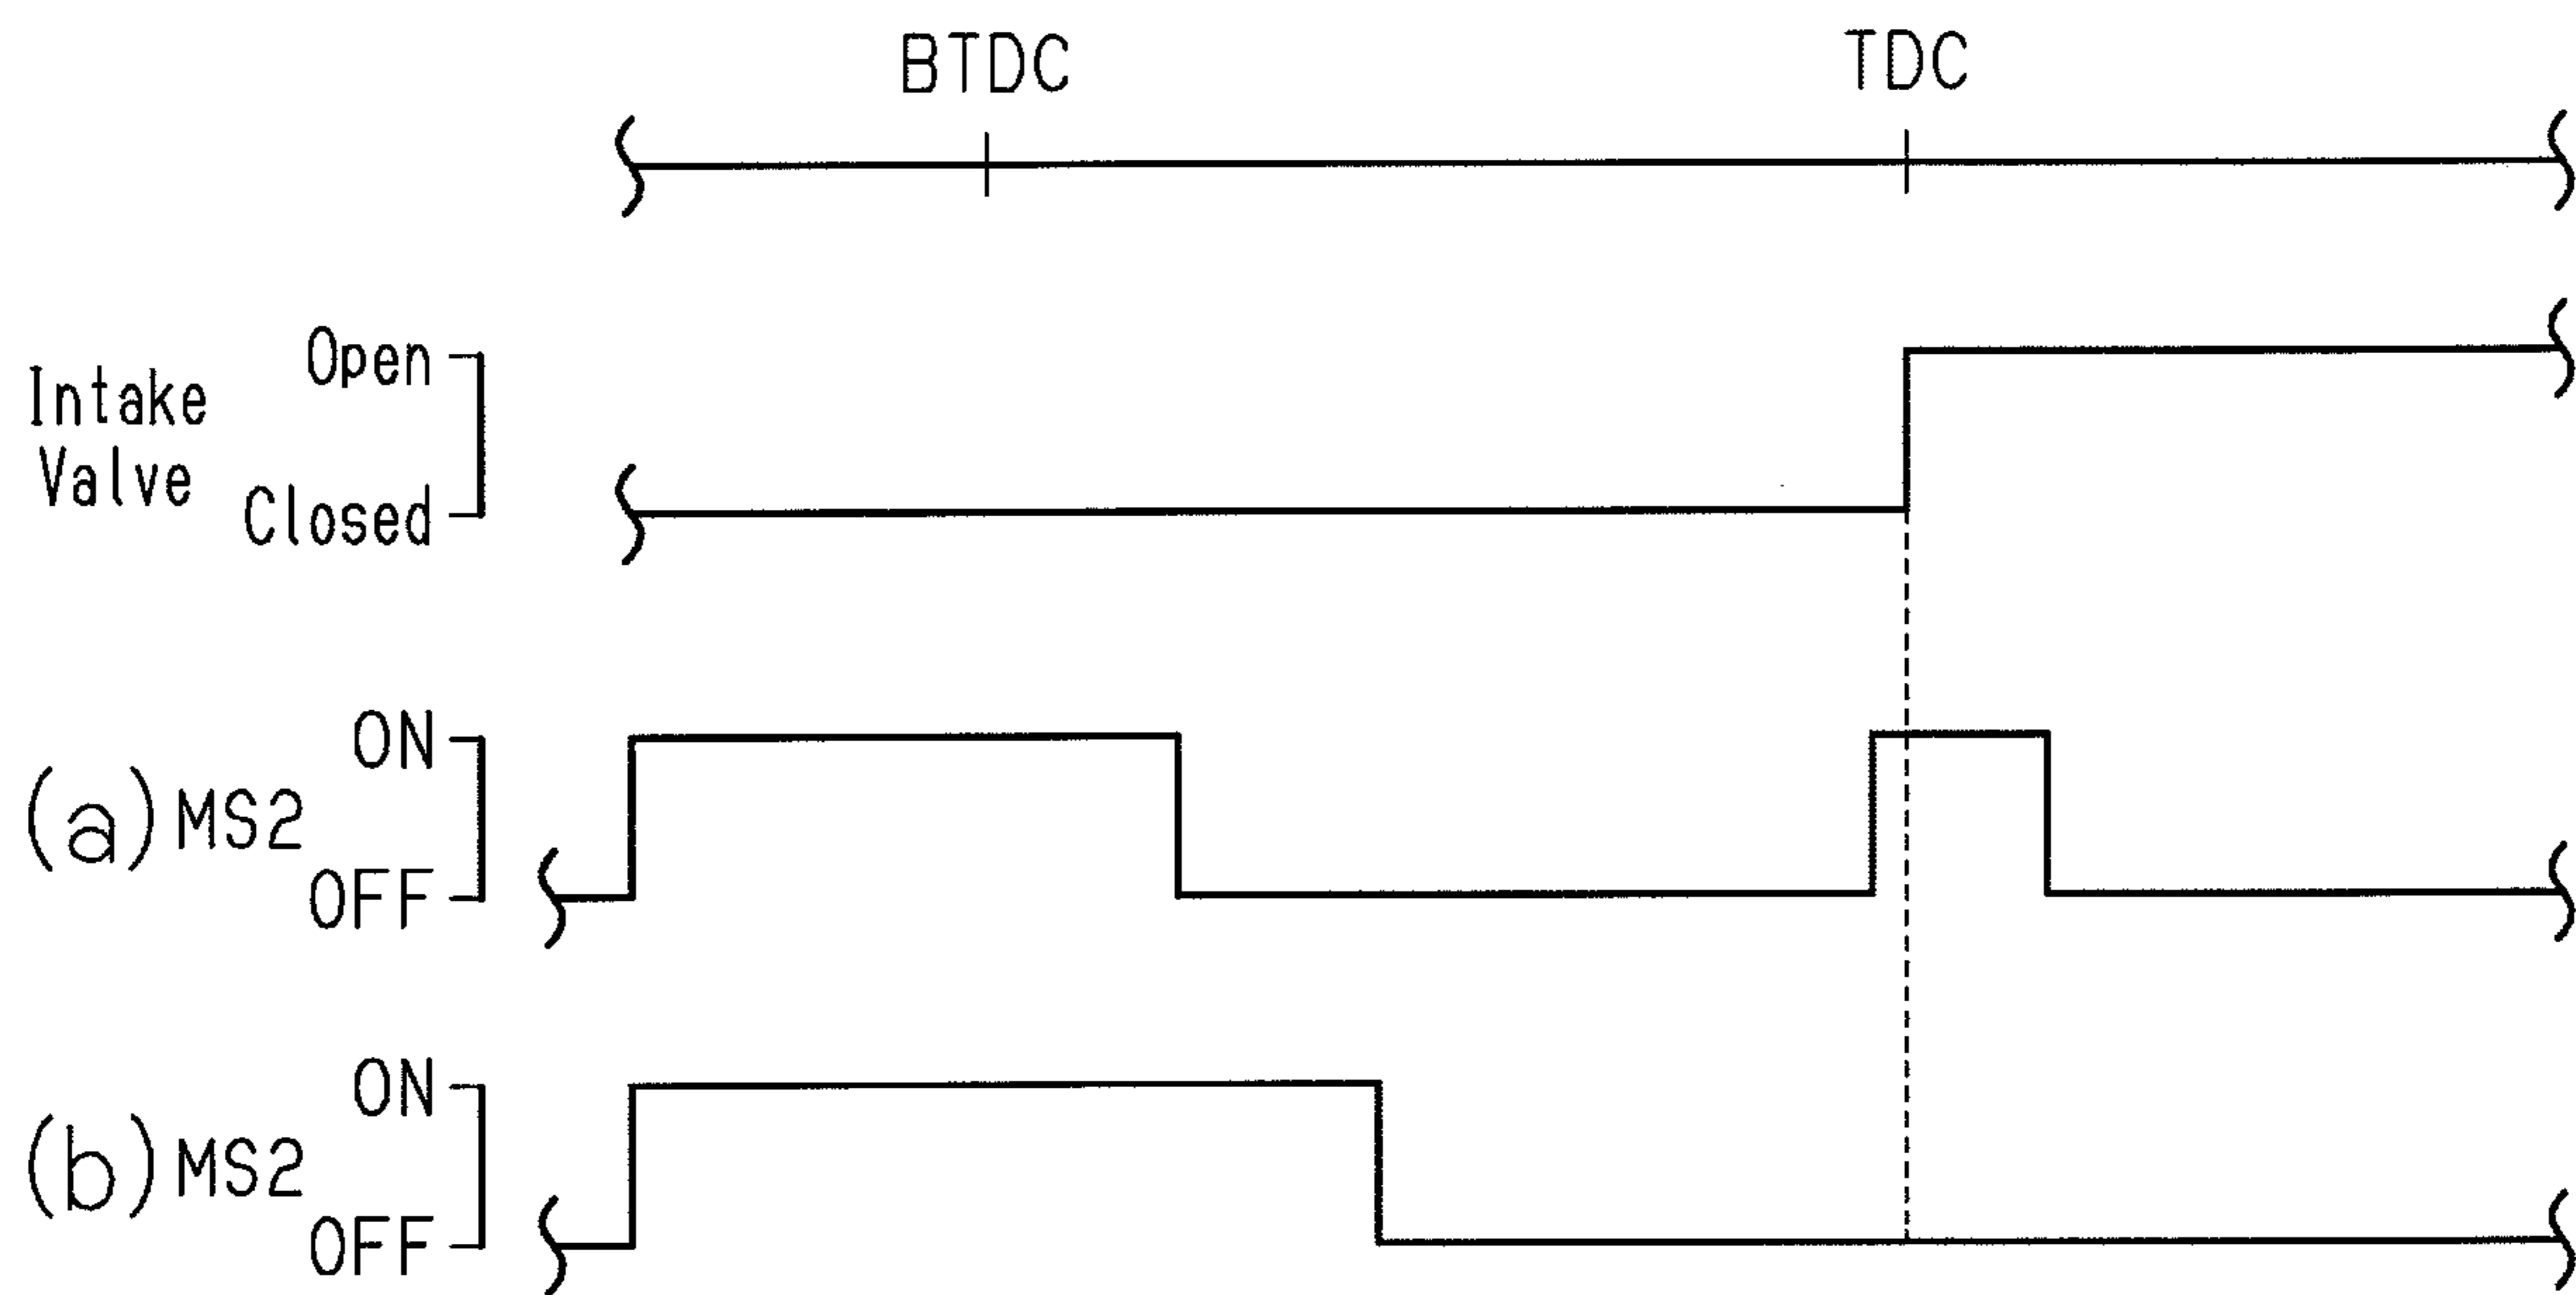 BTDC TDC
Open
Intake
Valve
Closed
ON
(a) MS2
OFF
ON
(b) MS2
OFF